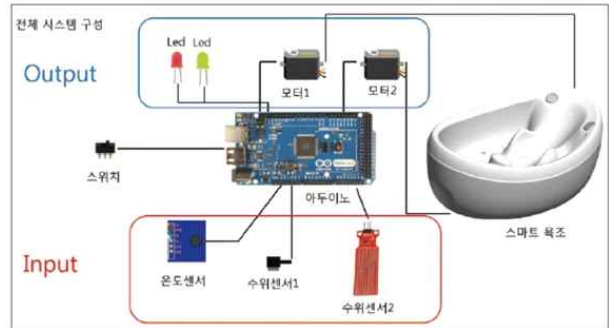 전체 시스템 구성
Led Led
Output
모터1
모터2
스위치
아두이노
스마트 욕조
Input
온도센서
수위센서1
수위센서2